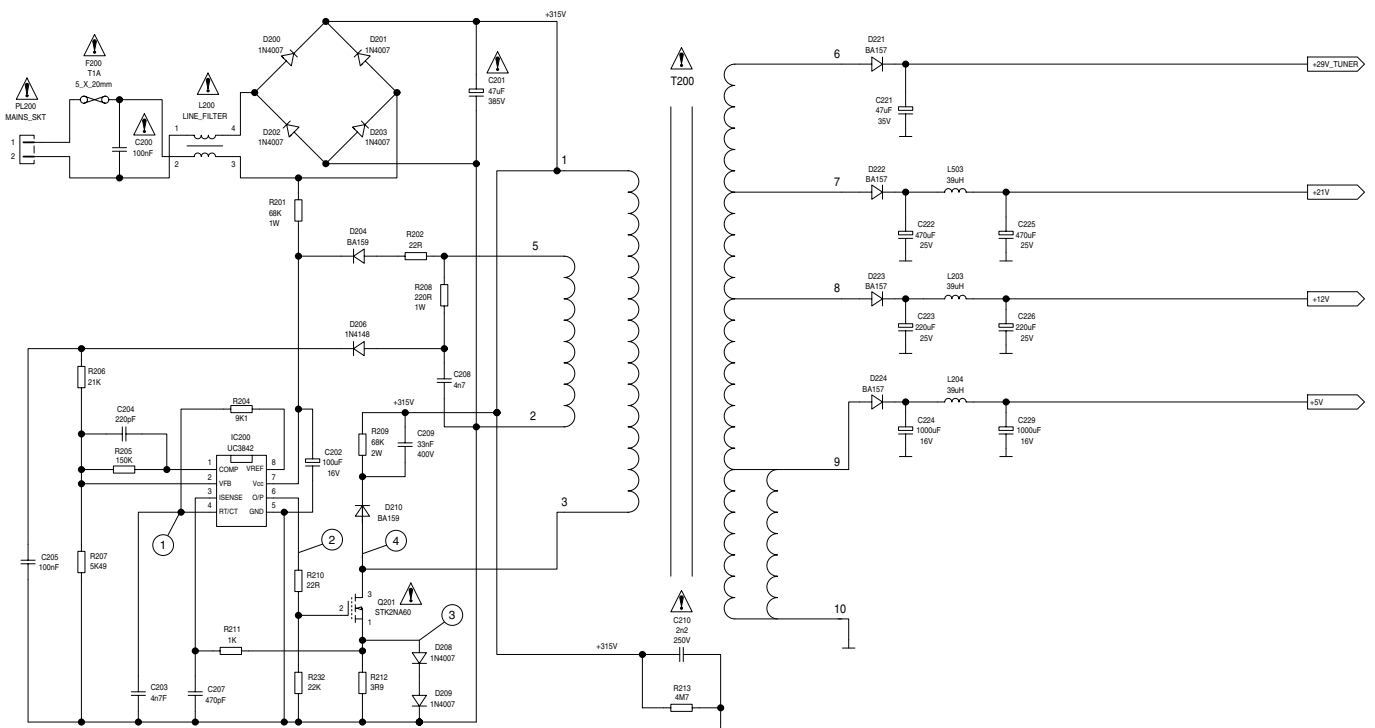 +315V
F200
T1A
5_X_20mm
PL200
MAINS_SKT
1
2
C200
100nF
L200
LINE_FILTER
1
4
2
3
D200
1N4007
D201
1N4007
D202
1N4007
D203
1N4007
C201
47uF
385V
R201
68K
1W
D204
BA159
R202
22R
R208
220R
1W
D206
1N4148
C208
4n7
1
5
2
3
T200
6
7
8
9
10
D221
BA157
C221
47uF
35V
+29V_TUNER
D222
BA157
L503
39uH
C222
470uF
25V
C225
470uF
25V
+21V
D223
BA157
L203
39uH
C223
220uF
25V
C226
220uF
25V
+12V
D224
BA157
L204
39uH
C224
1000uF
16V
C229
1000uF
16V
+5V
R206
21K
C204
220pF
R205
150K
R204
9K1
IC200
UC3842
1 COMP VREF 8
2 VFB Vcc 7
3 ISENSE O/P 6
4 RT/CT GND 5
C202
100uF
16V
+315V
R209
68K
2W
C209
33nF
400V
D210
BA159
1
2
4
3
C205
100nF
R207
5K49
R210
22R
3
2
1
Q201
STK2NA60
R211
1K
D208
1N4007
D209
1N4007
C203
4n7F
C207
470pF
R232
22K
R212
3R9
+315V
C210
2n2
250V
R213
4M7